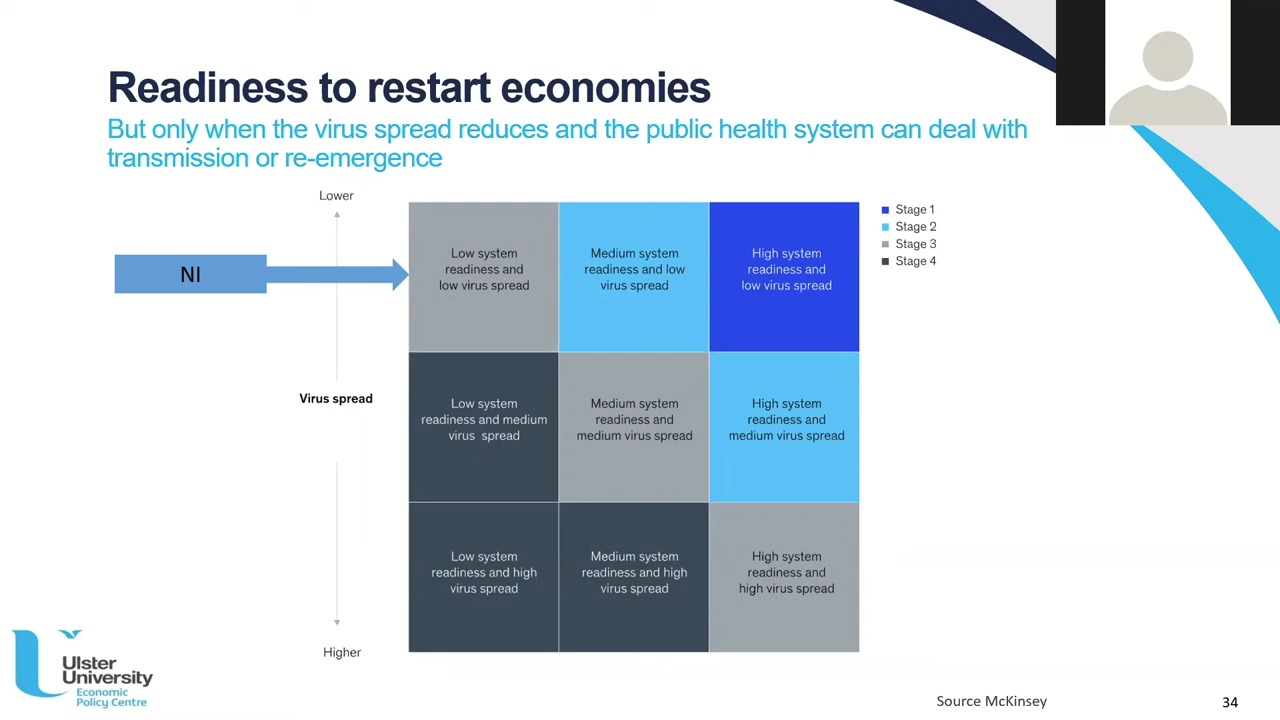 Readiness to restart economies
But only when the virus spread reduces and the public health system can deal with
transmission or re-emergence
Lower
Stage 1
Stage 2
Stage 3
Stage 4
NI
Low system
readiness and
low virus spread
Medium system
readiness and low
virus spread
High system
readiness and
low virus spread
Virus spread
Low system
readiness and medium
virus spread
Medium system
readiness and
medium virus spread
High system
readiness and
medium virus spread
Low system
readiness and high
virus spread
Medium system
readiness and high
virus spread
High system
readiness and
high virus spread
Higher
Ulster
University
Economic
Policy Centre
Source McKinsey
34